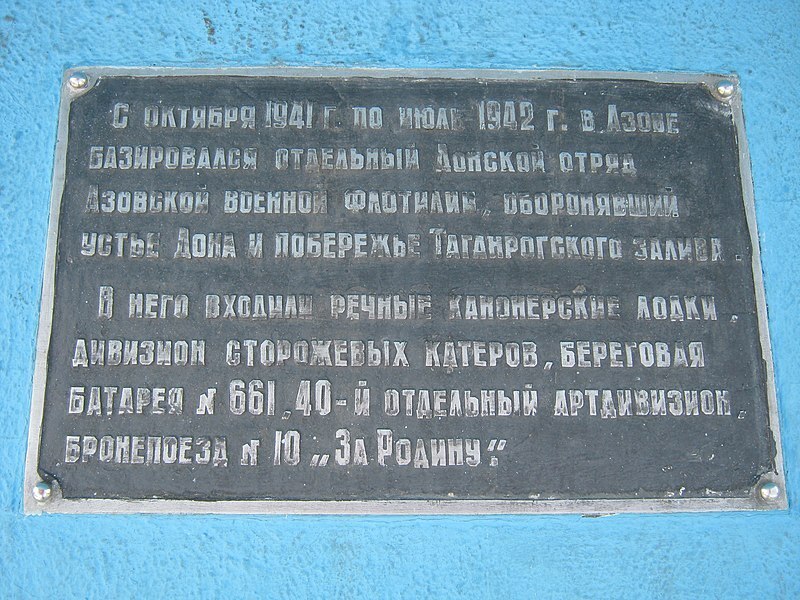 С октября 1941 г. по июль 1942 г. в Азове
базировался отдельный Донской отряд
Азовской военной флотилии, оборонявший
устье Дона и побережье Таганрогского залива.
В него входили речные канонерские лодки,
дивизион сторожевых катеров, береговая
батарея № 661, 40-й отдельный артдивизион,
бронепоезд № 10 „За Родину".